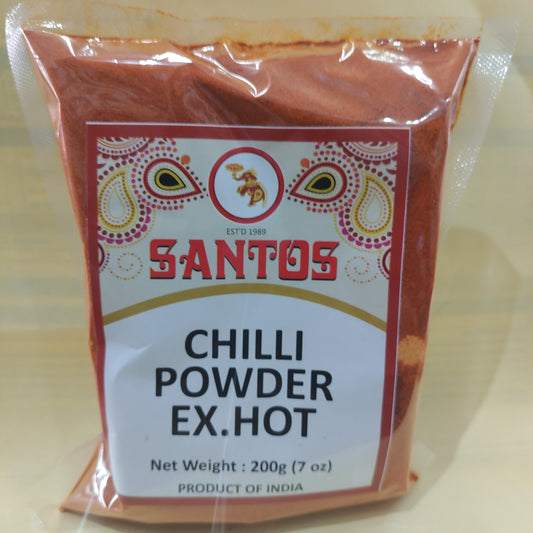 EST'D 1989
SANTOS
CHILLI
POWDER
EX.HOT
Net Weight : 200g (7 oz)
PRODUCT OF INDIA